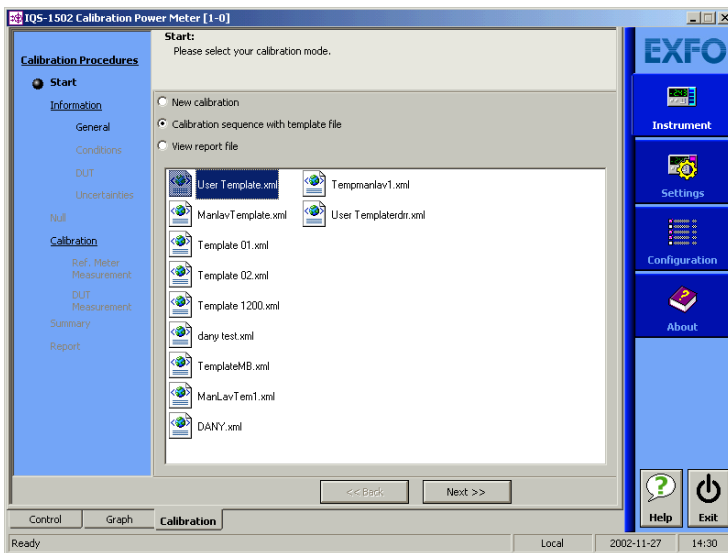 IQS-1502 Calibration Power Meter [1-0]
Calibration Procedures
Start
Information
General
Conditions
DUT
Uncertainties
Null
Calibration
Ref. Meter
Measurement
DUT
Measurement
Summary
Report
Start:
Please select your calibration mode.
New calibration
Calibration sequence with template file
View report file
User Template.xml
ManlavTemplate.xml
Template 01.xml
Template 02.xml
Template 1200.xml
dany test.xml
TemplateMB.xml
ManLavTem1.xml
DANY.xml
Tempmanlav1.xml
User Templaterdr.xml
<< Back
Next >>
EXFO
Instrument
Settings
Configuration
About
Help
Exit
Control
Graph
Calibration
Ready
Local
2002-11-27
14:30